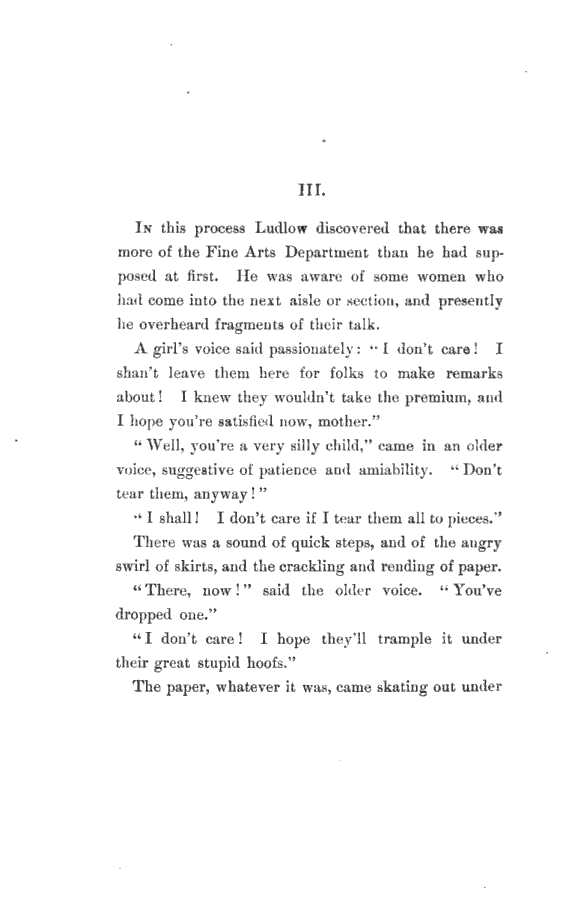 III.
In this process Ludlow discovered that there was
more of the Fine Arts Department than he had sup-
posed at first. He was aware of some women who
had come into the next aisle or section, and presently
he overheard fragments of their talk.
A girl's voice said passionately: “I don't care! I
shan't leave them here for folks to make remarks
about! I knew they wouldn't take the premium, and
I hope you're satisfied now, mother.”
“Well, you're a very silly child,” came in an older
voice, suggestive of patience and amiability. “Don't
tear them, anyway!”
“I shall! I don't care if I tear them all to pieces.”
There was a sound of quick steps, and of the angry
swirl of skirts, and the crackling and rending of paper.
“There, now!” said the older voice. “You've
dropped one.”
“I don't care! I hope they'll trample it under
their great stupid hoofs.”
The paper, whatever it was, came skating out under